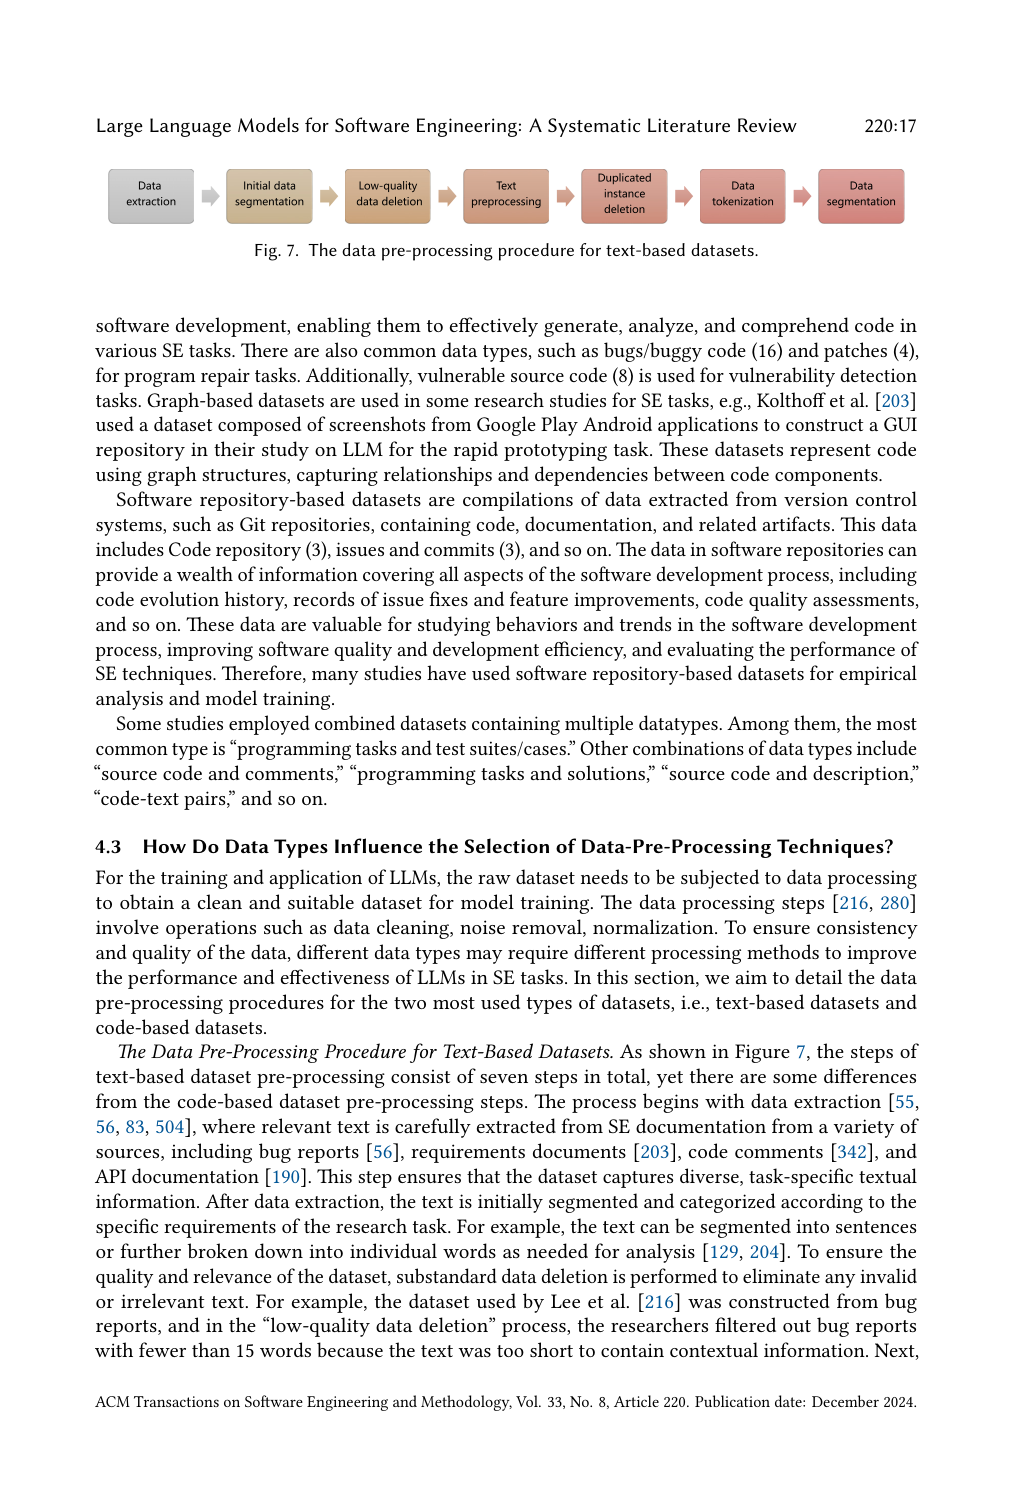 Large Language Models for Software Engineering: A Systematic Literature Review 220:17
Data extraction
Initial data segmentation
Low-quality data deletion
Text preprocessing
Duplicated instance deletion
Data tokenization
Data segmentation
Fig. 7. The data pre-processing procedure for text-based datasets.
software development, enabling them to effectively generate, analyze, and comprehend code in
various SE tasks. There are also common data types, such as bugs/buggy code (16) and patches (4),
for program repair tasks. Additionally, vulnerable source code (8) is used for vulnerability detection
tasks. Graph-based datasets are used in some research studies for SE tasks, e.g., Kolthoff et al. [203]
used a dataset composed of screenshots from Google Play Android applications to construct a GUI
repository in their study on LLM for the rapid prototyping task. These datasets represent code
using graph structures, capturing relationships and dependencies between code components.
Software repository-based datasets are compilations of data extracted from version control
systems, such as Git repositories, containing code, documentation, and related artifacts. This data
includes Code repository (3), issues and commits (3), and so on. The data in software repositories can
provide a wealth of information covering all aspects of the software development process, including
code evolution history, records of issue fixes and feature improvements, code quality assessments,
and so on. These data are valuable for studying behaviors and trends in the software development
process, improving software quality and development efficiency, and evaluating the performance of
SE techniques. Therefore, many studies have used software repository-based datasets for empirical
analysis and model training.
Some studies employed combined datasets containing multiple datatypes. Among them, the most
common type is “programming tasks and test suites/cases.” Other combinations of data types include
“source code and comments,” “programming tasks and solutions,” “source code and description,”
“code-text pairs,” and so on.
4.3 How Do Data Types Influence the Selection of Data-Pre-Processing Techniques?
For the training and application of LLMs, the raw dataset needs to be subjected to data processing
to obtain a clean and suitable dataset for model training. The data processing steps [216, 280]
involve operations such as data cleaning, noise removal, normalization. To ensure consistency
and quality of the data, different data types may require different processing methods to improve
the performance and effectiveness of LLMs in SE tasks. In this section, we aim to detail the data
pre-processing procedures for the two most used types of datasets, i.e., text-based datasets and
code-based datasets.
The Data Pre-Processing Procedure for Text-Based Datasets. As shown in Figure 7, the steps of
text-based dataset pre-processing consist of seven steps in total, yet there are some differences
from the code-based dataset pre-processing steps. The process begins with data extraction [55,
56, 83, 504], where relevant text is carefully extracted from SE documentation from a variety of
sources, including bug reports [56], requirements documents [203], code comments [342], and
API documentation [190]. This step ensures that the dataset captures diverse, task-specific textual
information. After data extraction, the text is initially segmented and categorized according to the
specific requirements of the research task. For example, the text can be segmented into sentences
or further broken down into individual words as needed for analysis [129, 204]. To ensure the
quality and relevance of the dataset, substandard data deletion is performed to eliminate any invalid
or irrelevant text. For example, the dataset used by Lee et al. [216] was constructed from bug
reports, and in the “low-quality data deletion” process, the researchers filtered out bug reports
with fewer than 15 words because the text was too short to contain contextual information. Next,
ACM Transactions on Software Engineering and Methodology, Vol. 33, No. 8, Article 220. Publication date: December 2024.